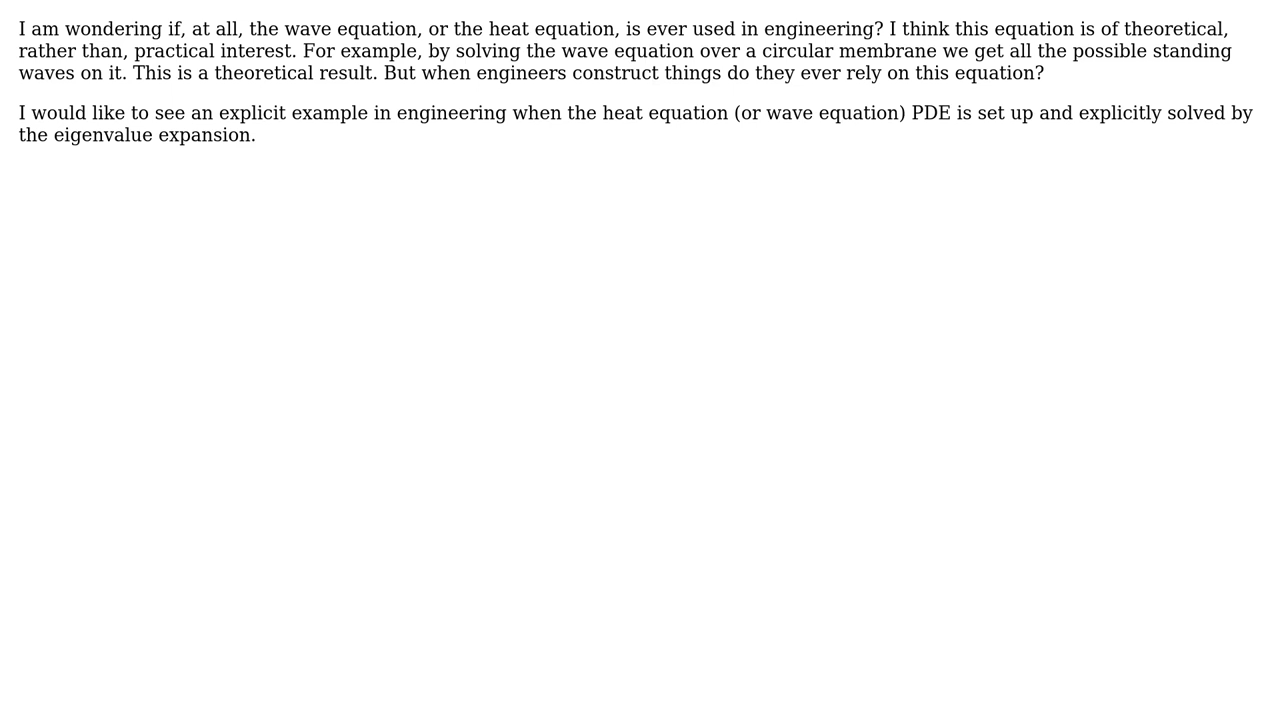 I am wondering if, at all, the wave equation, or the heat equation, is ever used in engineering? I think this equation is of theoretical,
rather than, practical interest. For example, by solving the wave equation over a circular membrane we get all the possible standing
waves on it. This is a theoretical result. But when engineers construct things do they ever rely on this equation?
I would like to see an explicit example in engineering when the heat equation (or wave equation) PDE is set up and explicitly solved by
the eigenvalue expansion.